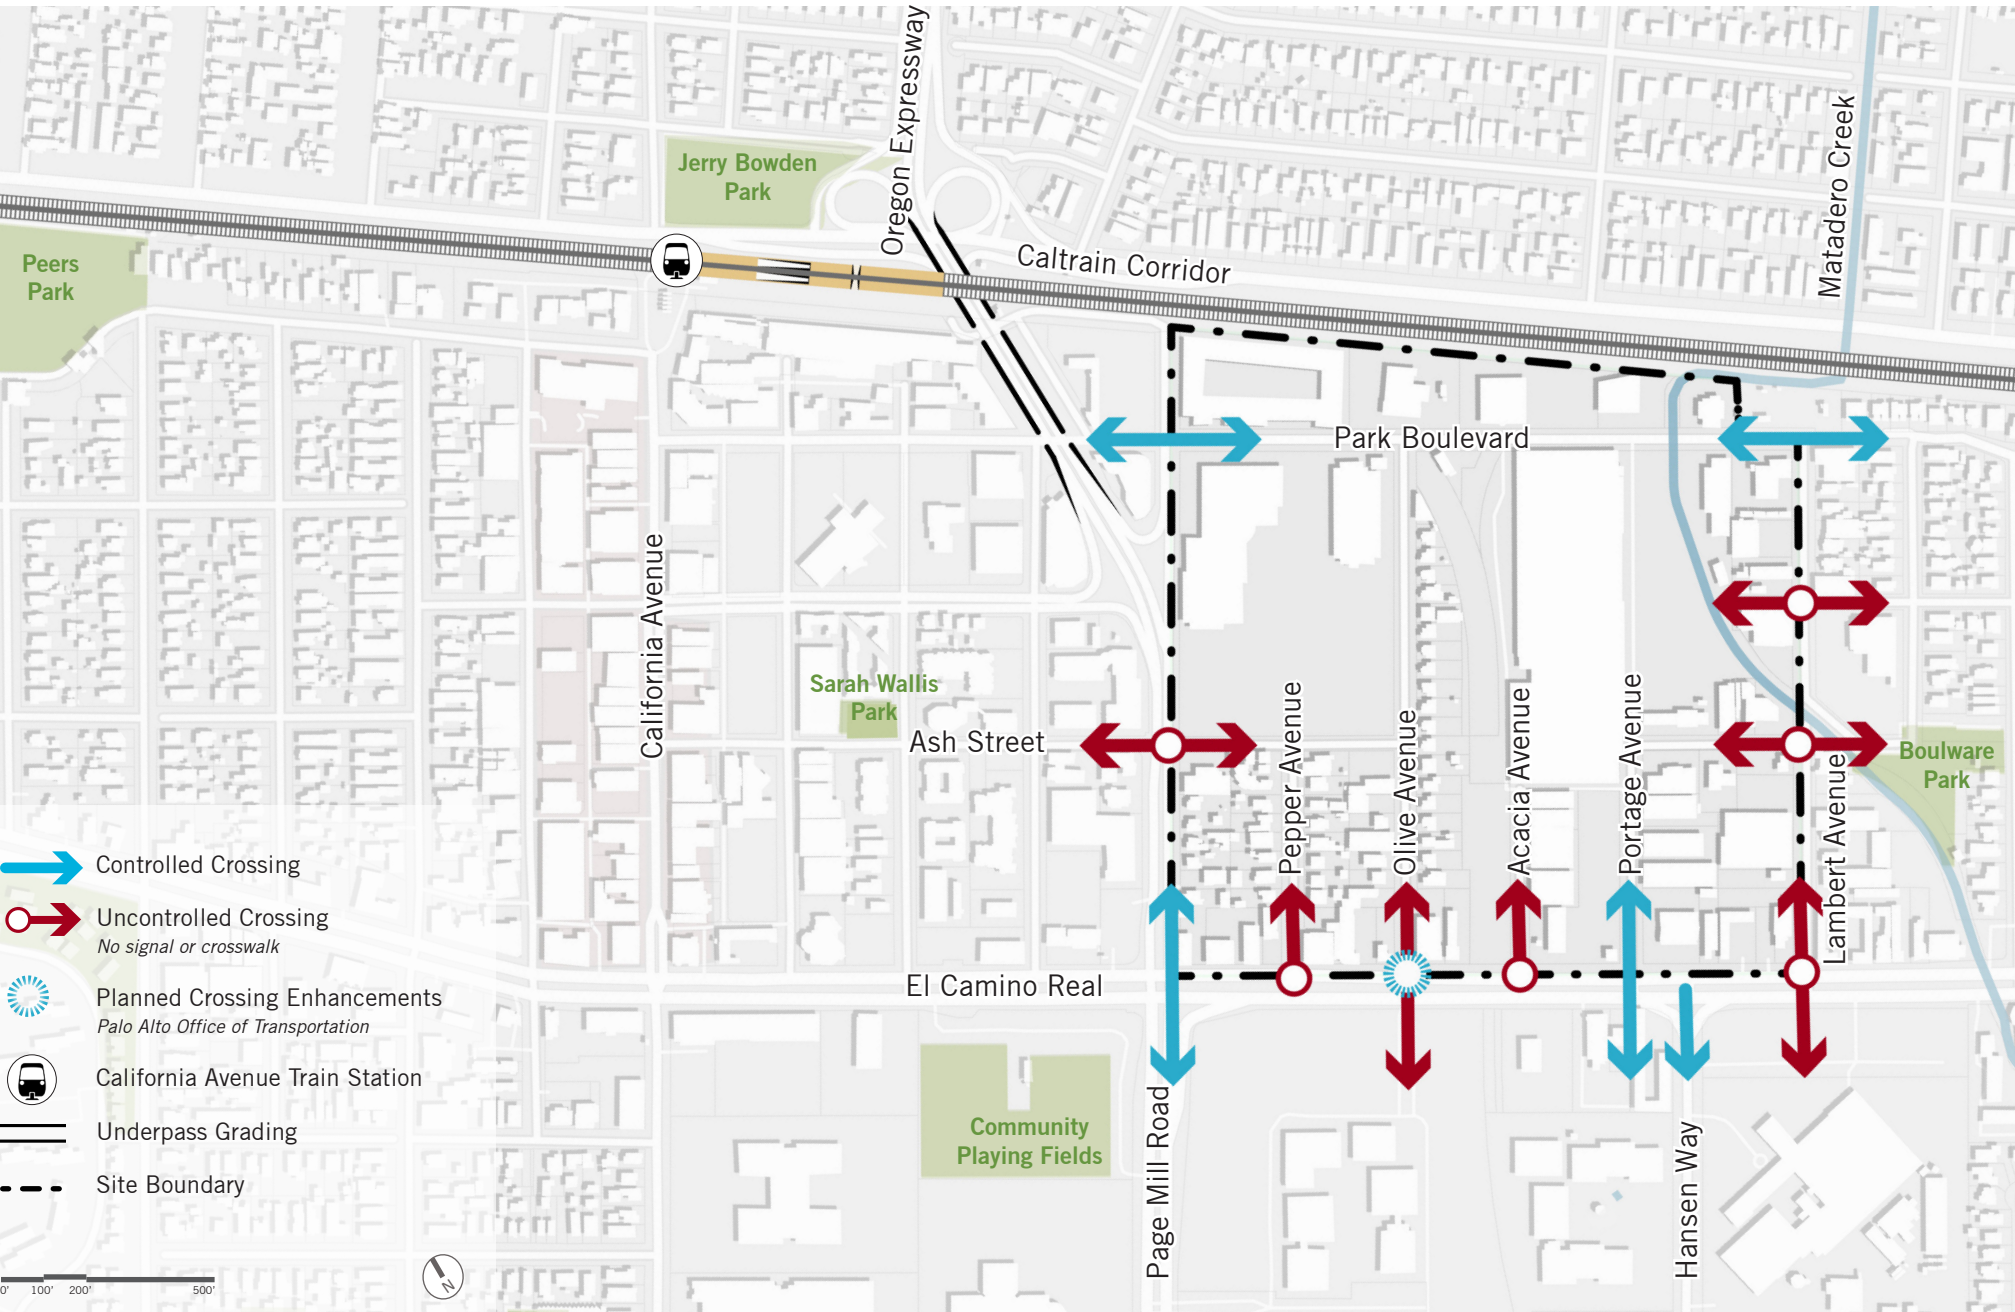 Oregon Expressway
Matadero Creek
Jerry Bowden
Park
Caltrain Corridor
Peers
Park
Park Boulevard
California Avenue
Sarah Wallis
Park
Ash Street
Pepper Avenue
Olive Avenue
Acacia Avenue
Portage Avenue
Lambert Avenue
Boulware
Park
El Camino Real
Community
Playing Fields
Page Mill Road
Hansen Way
Controlled Crossing
Uncontrolled Crossing
No signal or crosswalk
Planned Crossing Enhancements
Palo Alto Office of Transportation
California Avenue Train Station
Underpass Grading
Site Boundary
0' 100' 200' 500'
N